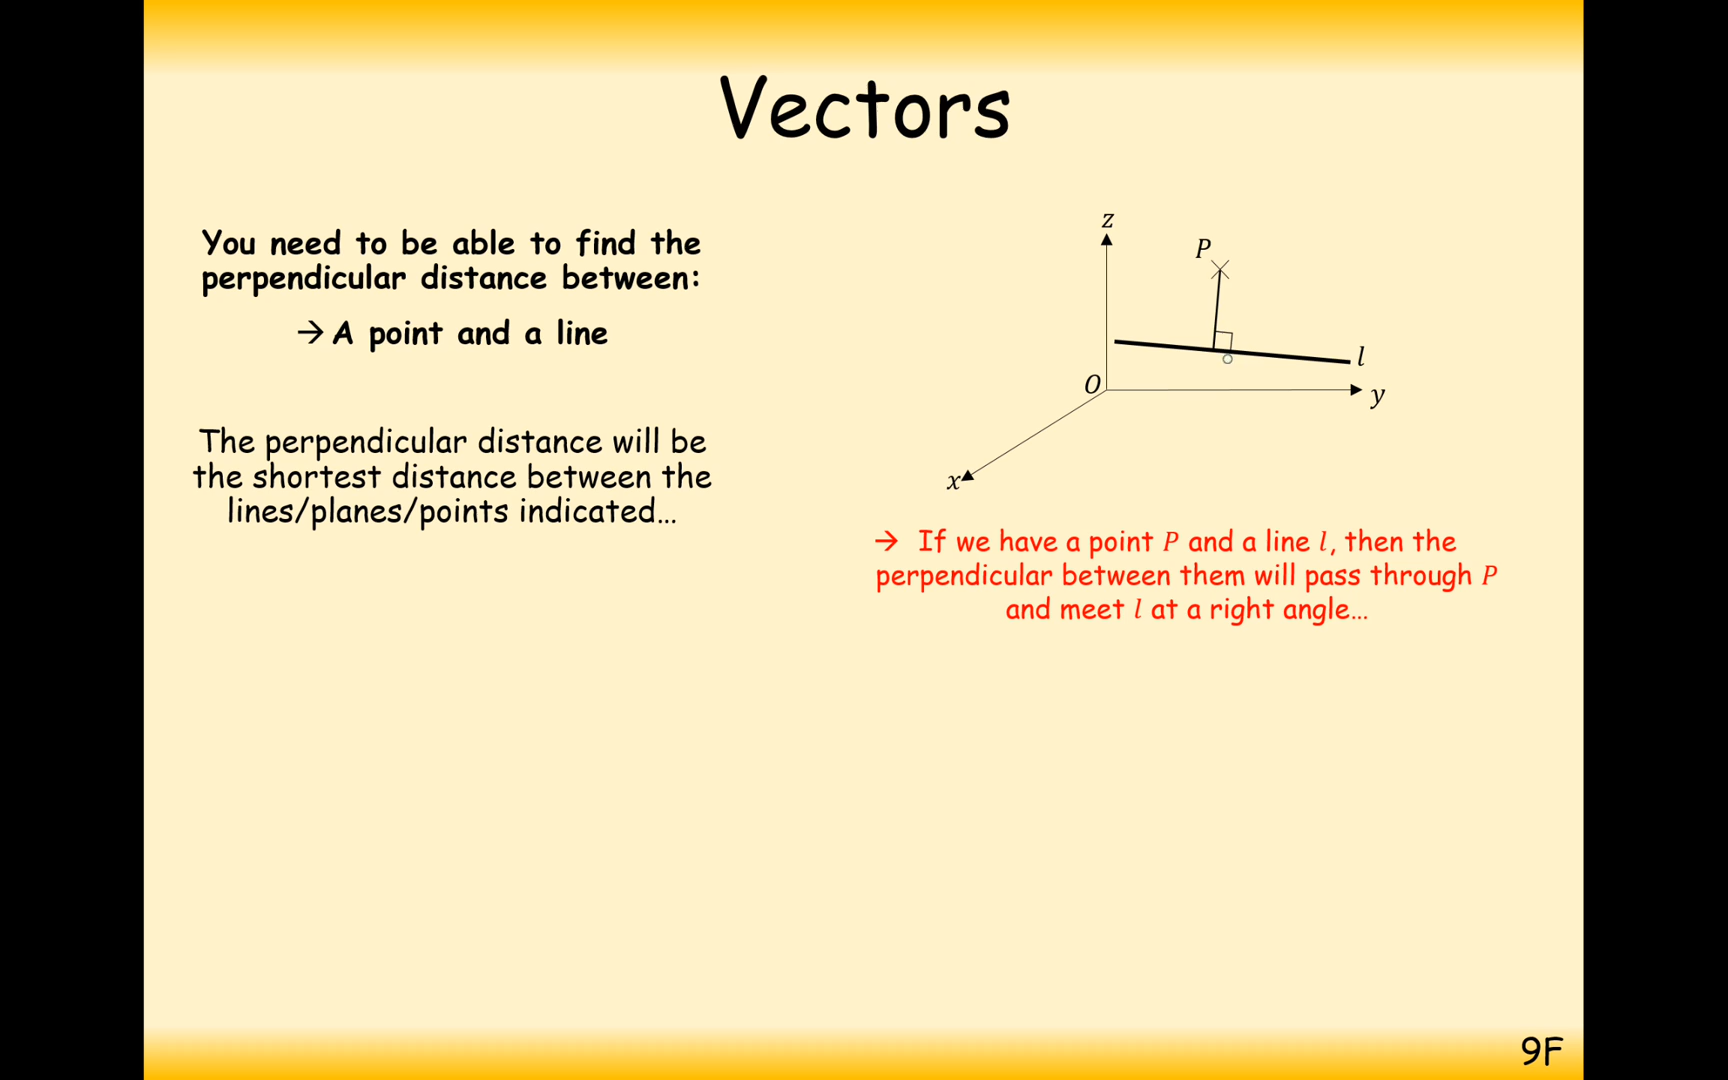 Vectors
You need to be able to find the
perpendicular distance between:
→ A point and a line
The perpendicular distance will be
the shortest distance between the
lines/planes/points indicated…
z
P
l
O
y
x
→ If we have a point P and a line l, then the
perpendicular between them will pass through P
and meet l at a right angle…
9F